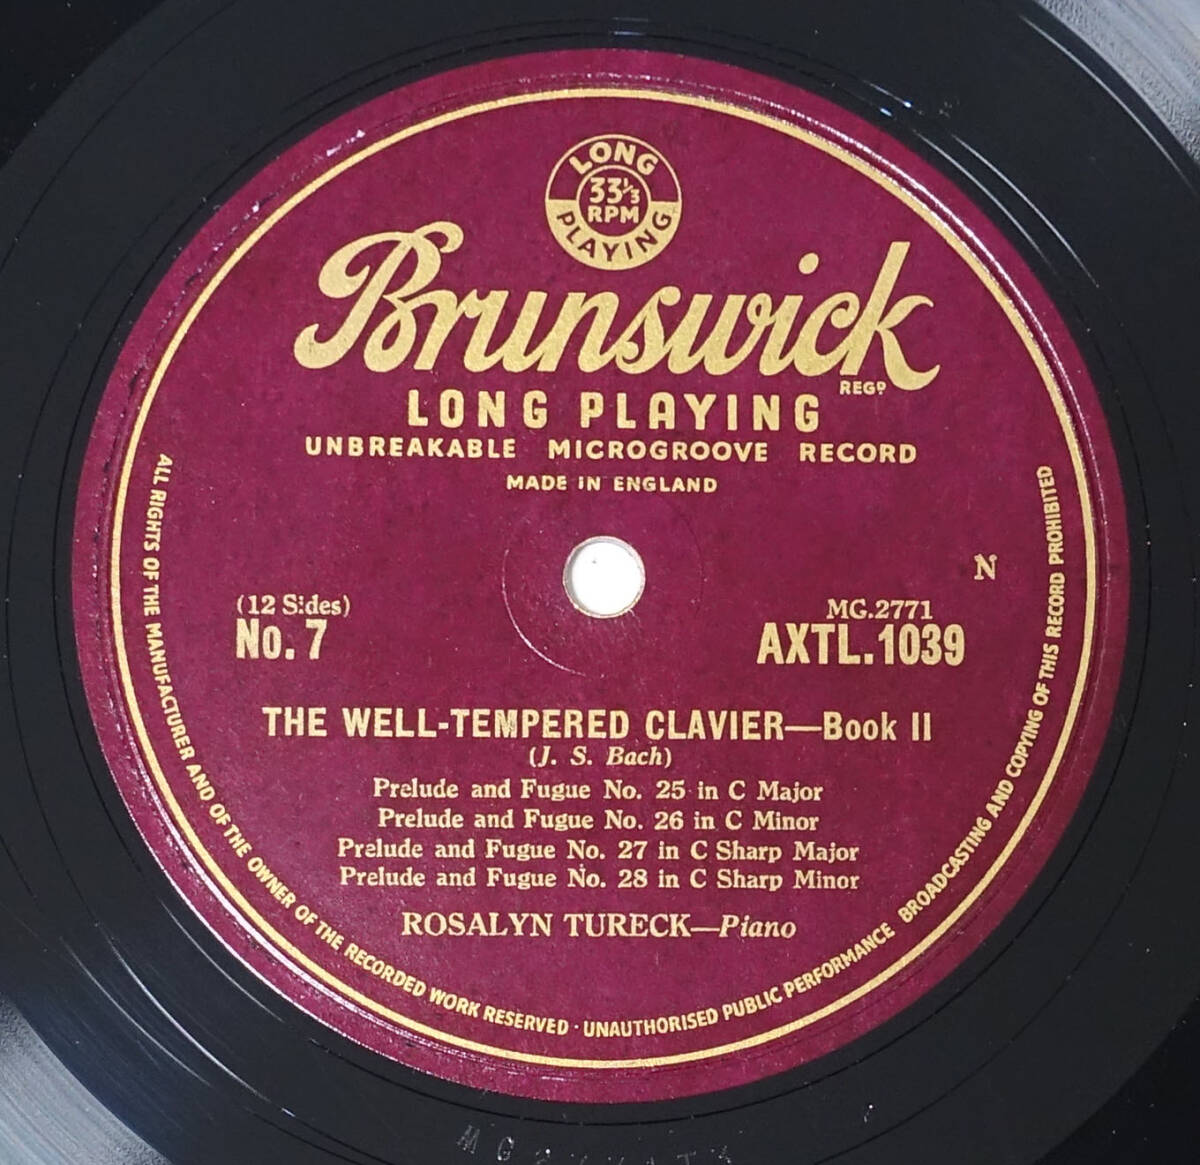 LONG
33⅓
RPM
PLAYING
Brunswick
REGD
LONG PLAYING
UNBREAKABLE MICROGROOVE RECORD
MADE IN ENGLAND
N
(12 Sides)
No. 7
MG.2771
AXTL.1039
THE WELL-TEMPERED CLAVIER—Book II
(J. S. Bach)
Prelude and Fugue No. 25 in C Major
Prelude and Fugue No. 26 in C Minor
Prelude and Fugue No. 27 in C Sharp Major
Prelude and Fugue No. 28 in C Sharp Minor
ROSALYN TURECK—Piano
ALL RIGHTS OF THE MANUFACTURER AND OF THE OWNER OF THE RECORDED WORK RESERVED · UNAUTHORISED PUBLIC PERFORMANCE BROADCASTING AND COPYING OF THIS RECORD PROHIBITED